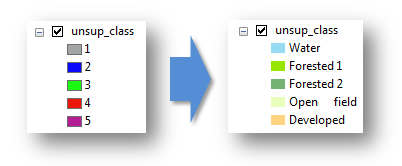 unsup_class
1
2
3
4
5
unsup_class
Water
Forested 1
Forested 2
Open field
Developed